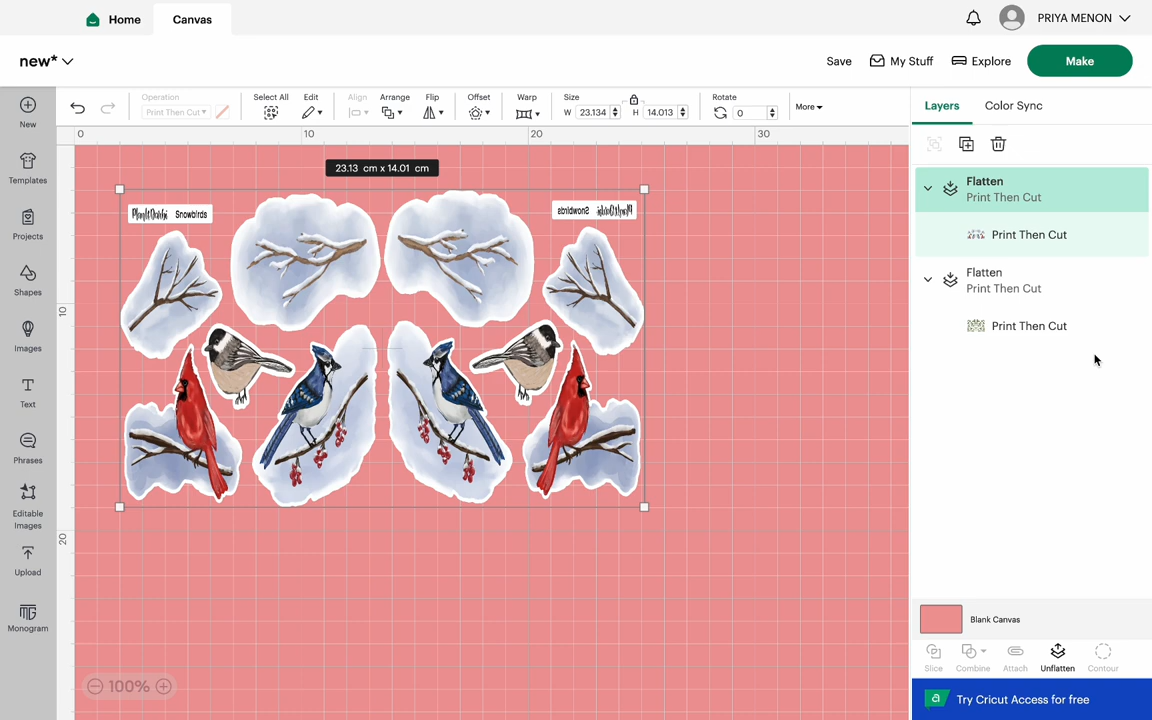 Home
Canvas
PRIYA MENON
new*
Save
My Stuff
Explore
Make
New
Templates
Projects
Shapes
Images
Text
Phrases
Editable
Images
Upload
Monogram
Operation
Print Then Cut
Select All
Edit
Align
Arrange
Flip
Offset
Warp
Size
W 23.134
H 14.013
Rotate
0
More
0 10 20 30
10
20
23.13 cm x 14.01 cm
Snowbirds
Snowbirds
100%
Layers
Color Sync
Flatten
Print Then Cut
Print Then Cut
Flatten
Print Then Cut
Print Then Cut
Blank Canvas
Slice
Combine
Attach
Unflatten
Contour
a
Try Cricut Access for free